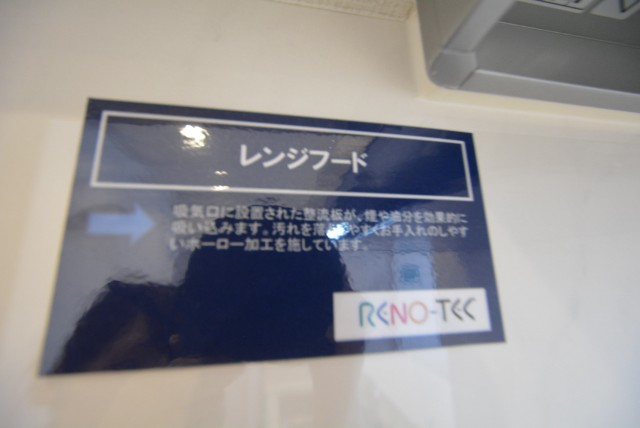 レンジフード
吸気口に設置された整流板が、煙や油分を効果的に
吸い込みます。汚れを落としやすくお手入れのしやす
いホーロー加工を施しています。
RENO-TEC